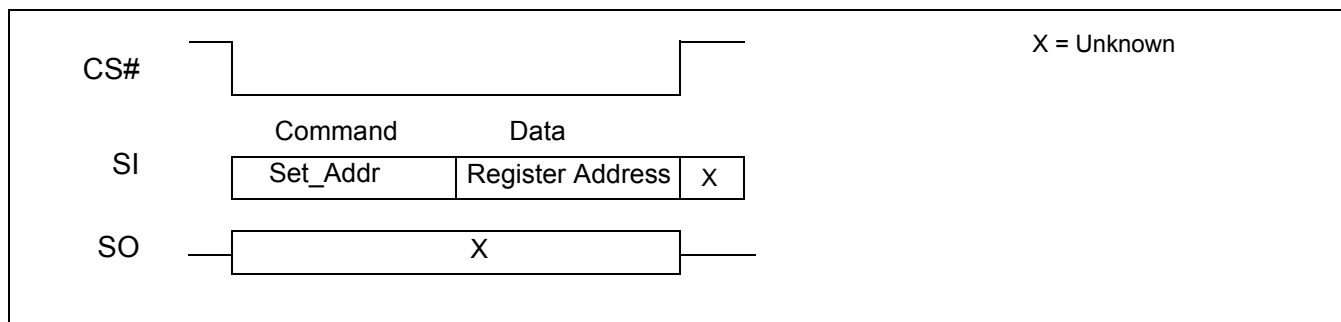 X = Unknown
CS#
Command Data
SI Set_Addr Register Address X
SO X